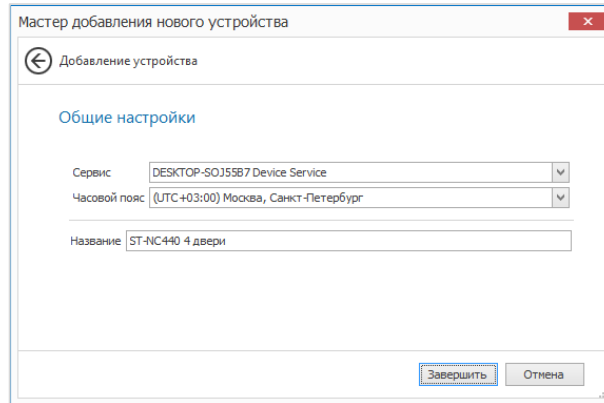 Мастер добавления нового устройства
Добавление устройства
Общие настройки
Сервис DESKTOP-SOJ55B7 Device Service
Часовой пояс (UTC+03:00) Москва, Санкт-Петербург
Название ST-NC440 4 двери
Завершить Отмена